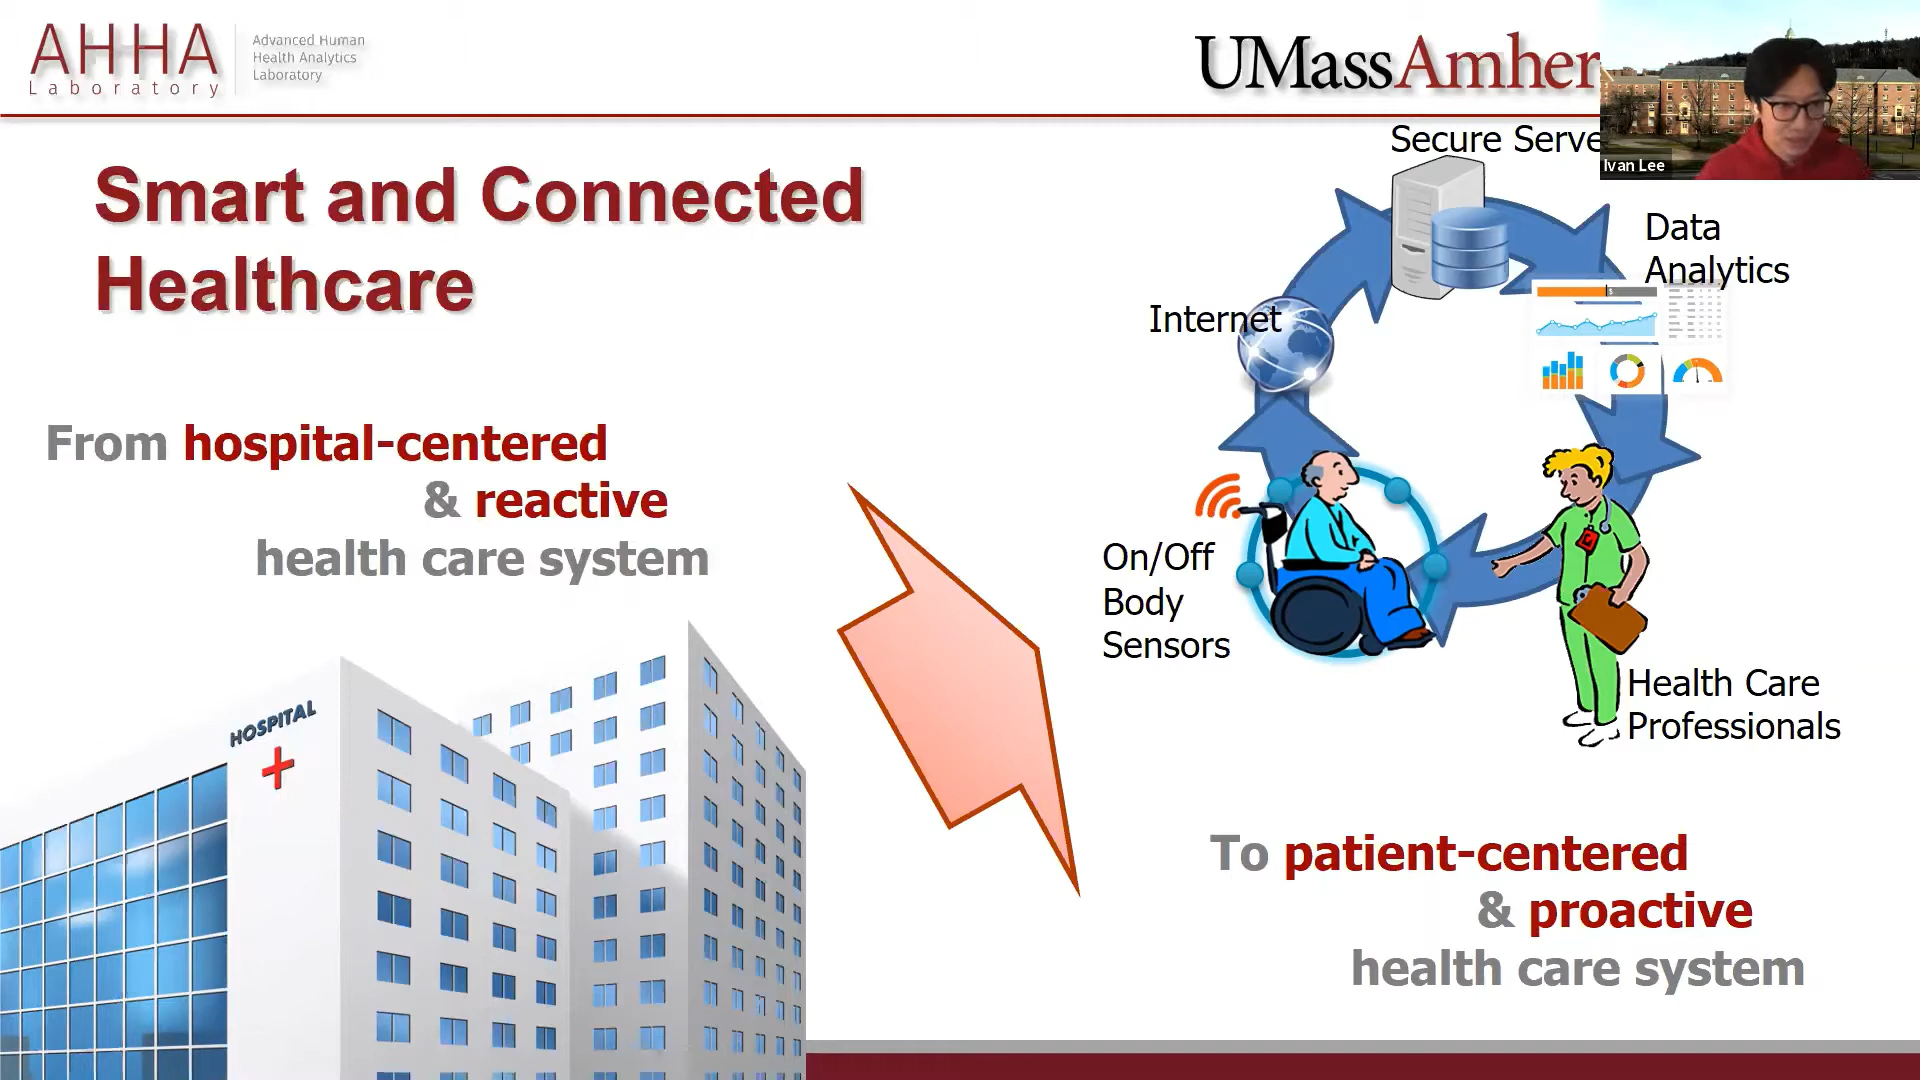 AHHA
Laboratory
Advanced Human
Health Analytics
Laboratory
UMassAmher
Ivan Lee
Smart and Connected
Healthcare
From hospital-centered
& reactive
health care system
HOSPITAL
Secure Serve
Data
Analytics
Internet
On/Off
Body
Sensors
Health Care
Professionals
To patient-centered
& proactive
health care system